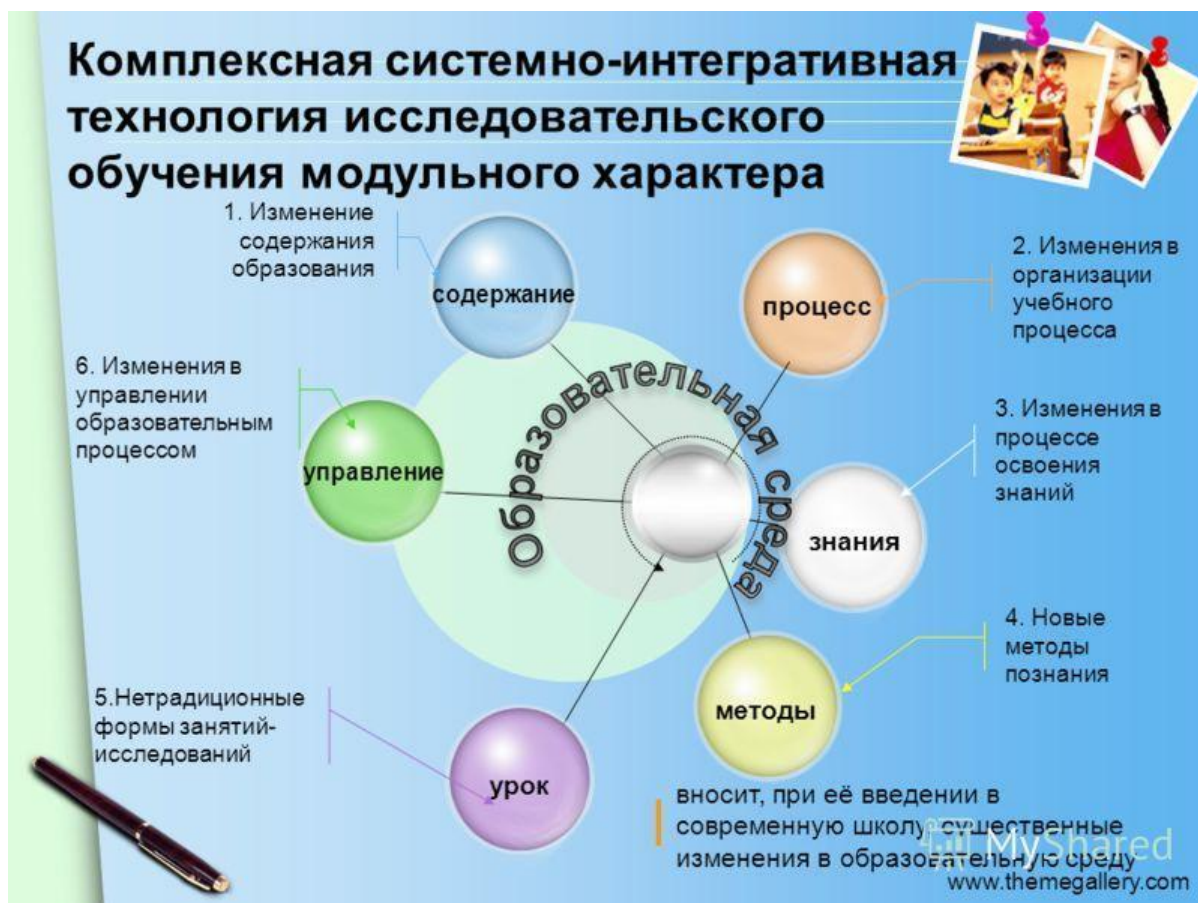 Комплексная системно-интегративная
технология исследовательского
обучения модульного характера
1. Изменение
содержания
образования
содержание
процесс
2. Изменения в
организации
учебного
процесса
6. Изменения в
управлении
образовательным
процессом
управление
Образовательная среда
3. Изменения в
процессе
освоения
знаний
знания
4. Новые
методы
познания
методы
5.Нетрадиционные
формы занятий-
исследований
урок
вносит, при её введении в
современную школу, существенные
изменения в образовательную среду
MyShared
www.themegallery.com